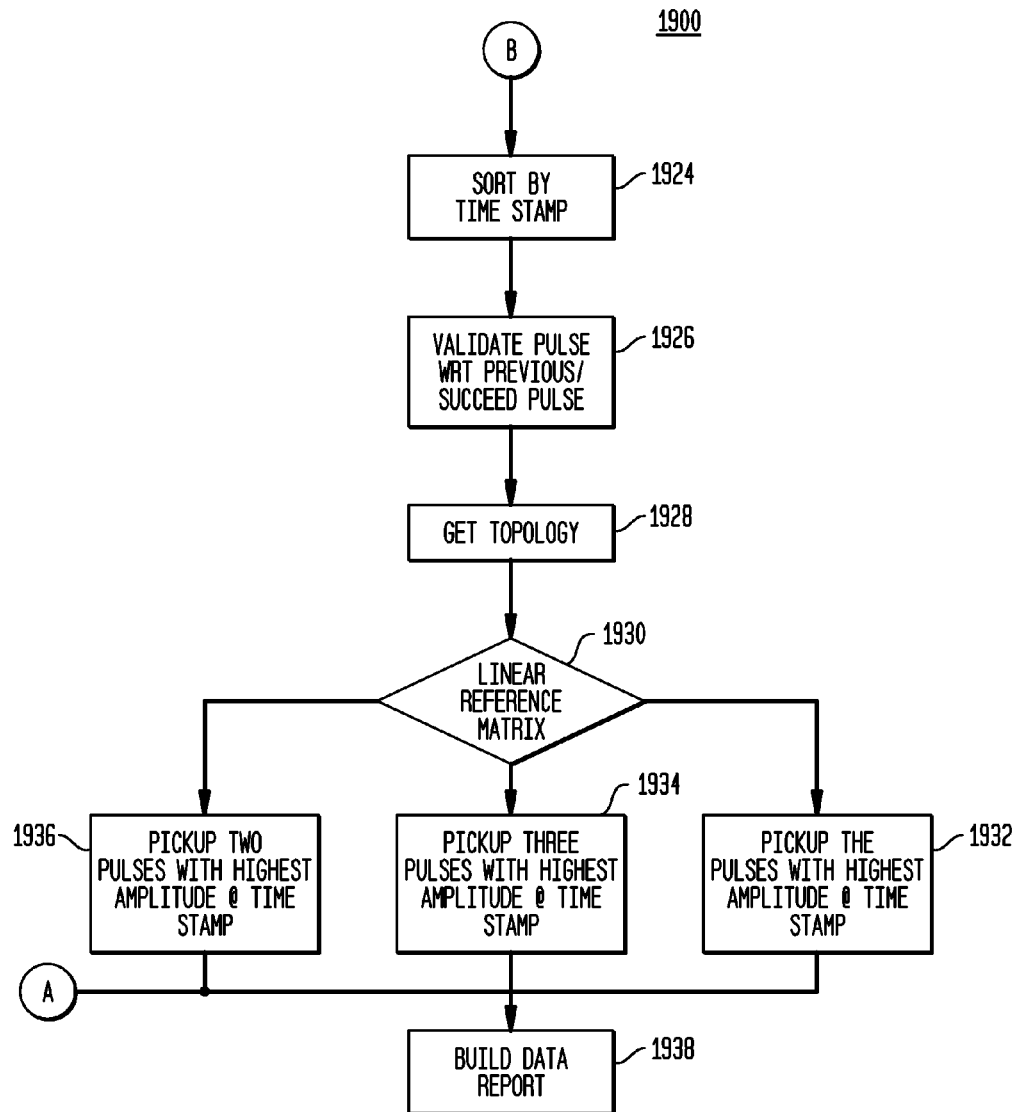 1900
B
SORT BY
TIME STAMP
1924
VALIDATE PULSE
WRT PREVIOUS/
SUCCEED PULSE
1926
GET TOPOLOGY
1928
LINEAR
REFERENCE
MATRIX
1930
1936
PICKUP TWO
PULSES WITH HIGHEST
AMPLITUDE @ TIME
STAMP
1934
PICKUP THREE
PULSES WITH HIGHEST
AMPLITUDE @ TIME
STAMP
1932
PICKUP THE
PULSES WITH HIGHEST
AMPLITUDE @ TIME
STAMP
A
BUILD DATA
REPORT
1938